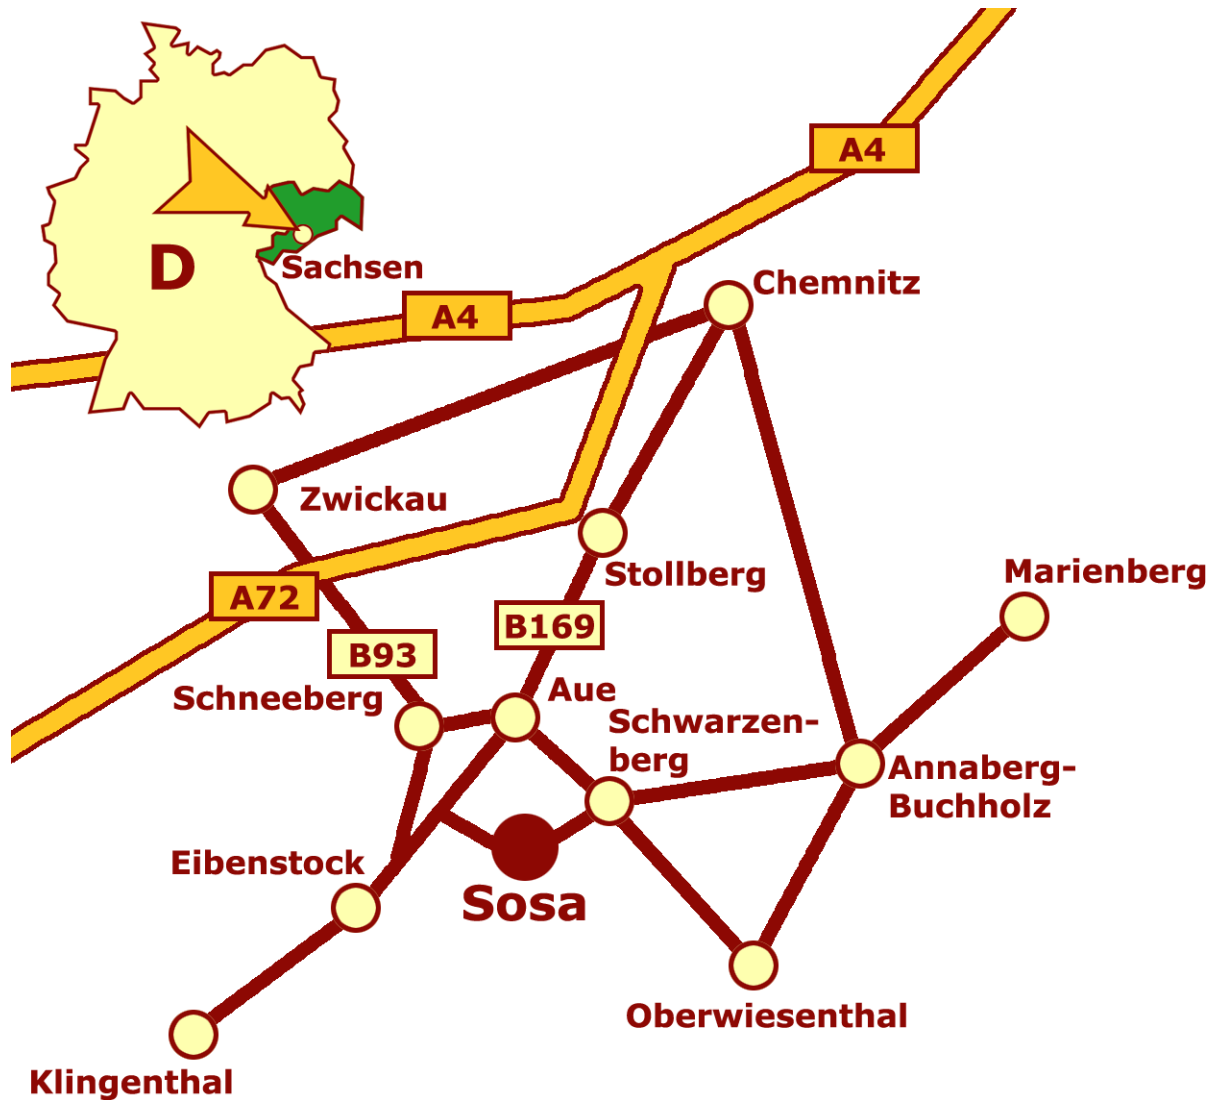 A4
D
Sachsen
Chemnitz
A4
Zwickau
Stollberg
Marienberg
A72
B169
B93
Schneeberg
Aue
Schwarzen-
berg
Annaberg-
Buchholz
Eibenstock
Sosa
Oberwiesenthal
Klingenthal